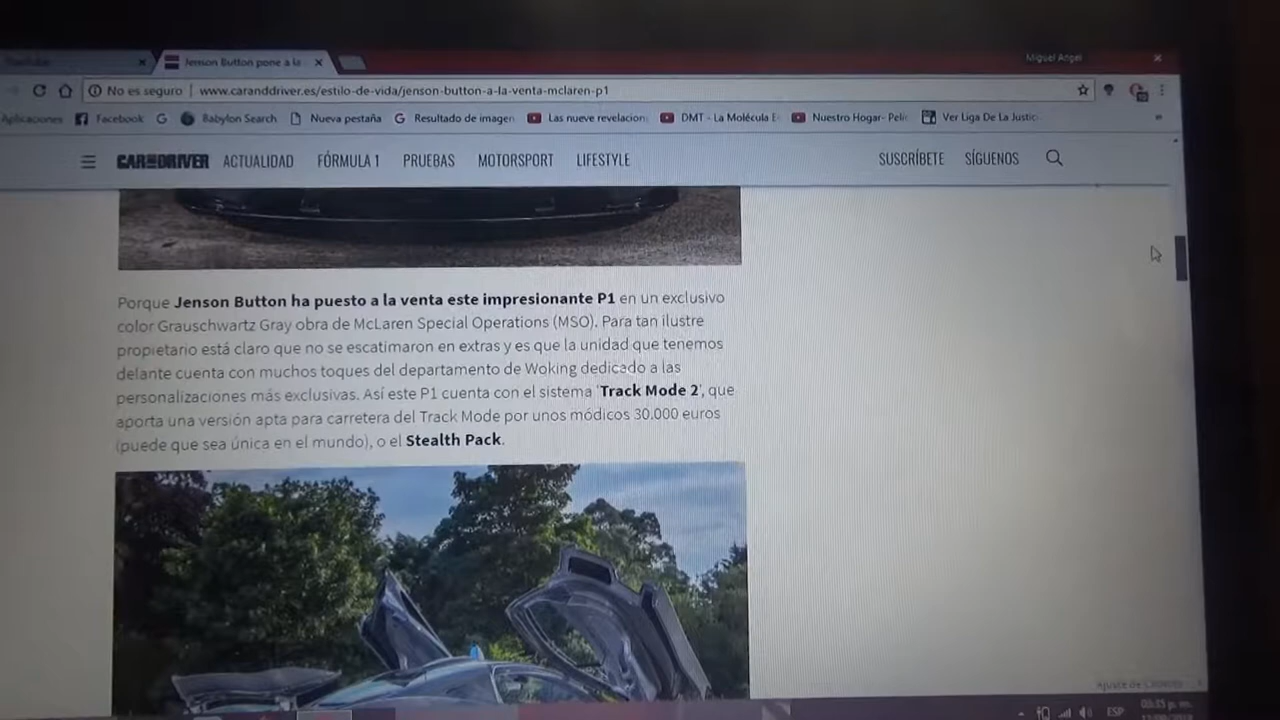 YouTube
Jenson Button pone a la
Miguel Angel
No es seguro
www.caranddriver.es/estilo-de-vida/jenson-button-a-la-venta-mclaren-p1
Aplicaciones
Facebook
Babylon Search
Nueva pestaña
Resultado de imagen
Las nueve revelacion
DMT - La Molécula E
Nuestro Hogar- Pelic
Ver Liga De La Justic
CAR AND DRIVER
ACTUALIDAD
FÓRMULA 1
PRUEBAS
MOTORSPORT
LIFESTYLE
SUSCRÍBETE
SÍGUENOS
Porque Jenson Button ha puesto a la venta este impresionante P1 en un exclusivo
color Grauschwartz Gray obra de McLaren Special Operations (MSO). Para tan ilustre
propietario está claro que no se escatimaron en extras y es que la unidad que tenemos
delante cuenta con muchos toques del departamento de Woking dedicado a las
personalizaciones más exclusivas. Así este P1 cuenta con el sistema 'Track Mode 2', que
aporta una versión apta para carretera del Track Mode por unos módicos 30.000 euros
(puede que sea única en el mundo), o el Stealth Pack.
ESP